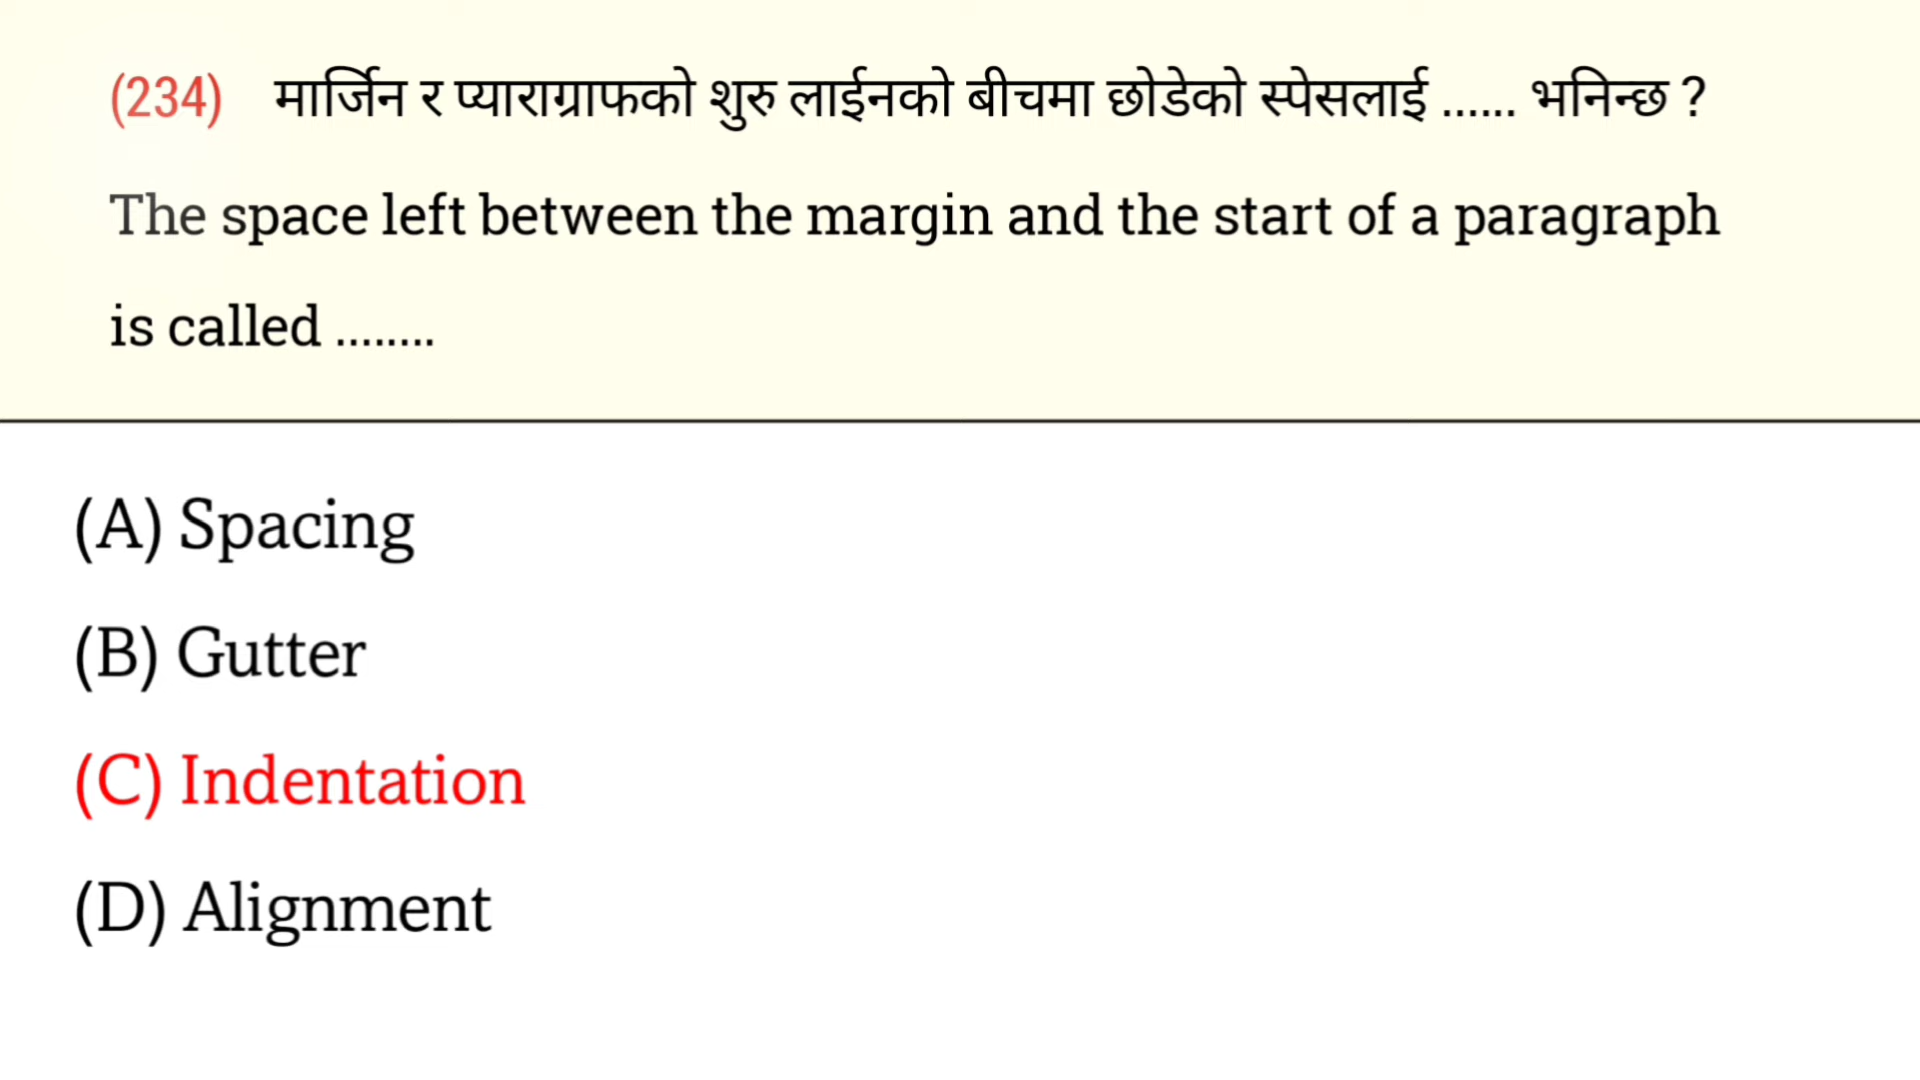 (234) मार्जिन र प्याराग्राफको शुरु लाईनको बीचमा छोडेको स्पेसलाई ...... भनिन्छ ?
The space left between the margin and the start of a paragraph
is called ........
(A) Spacing
(B) Gutter
(C) Indentation
(D) Alignment